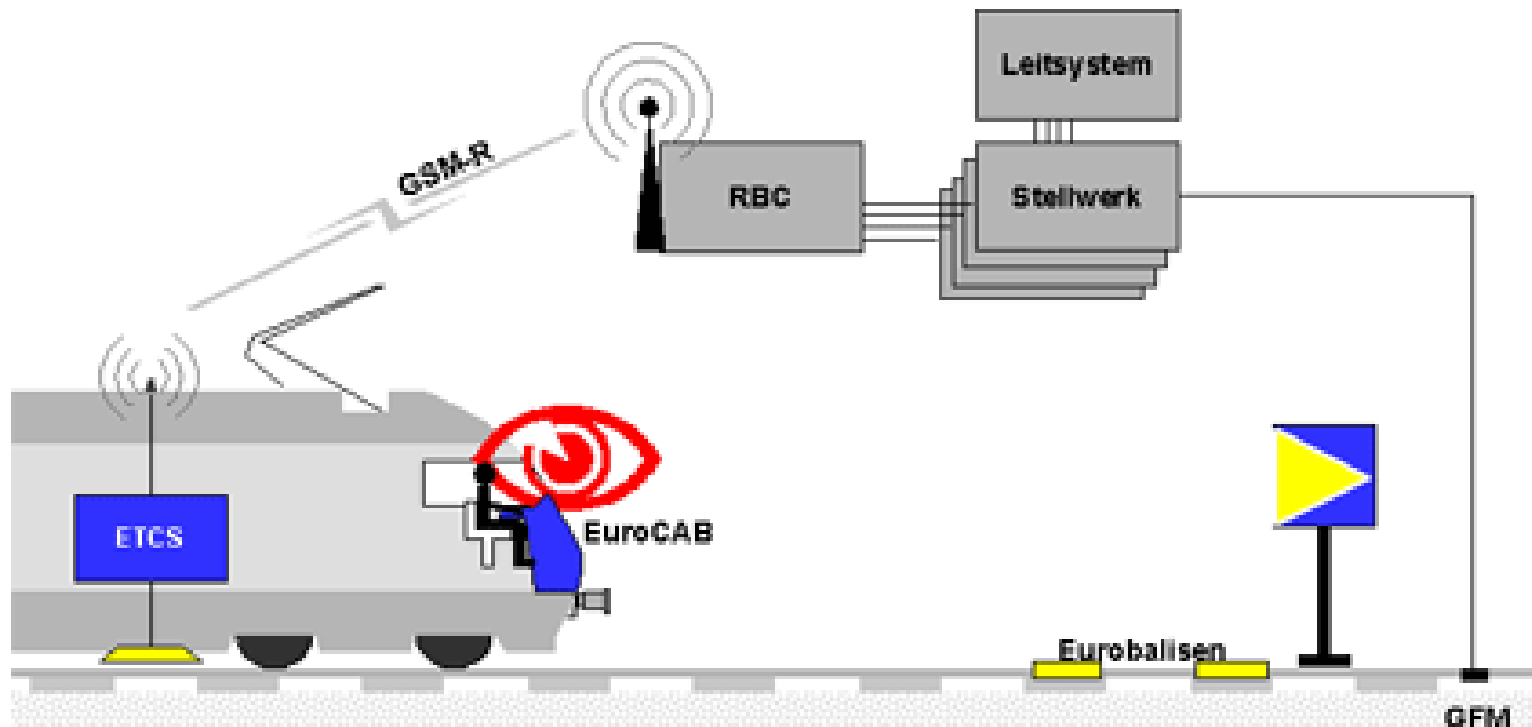 Leitsystem
GSM-R
RBC
Stellwerk
ETCS
EuroCAB
Eurobalisen
GFM